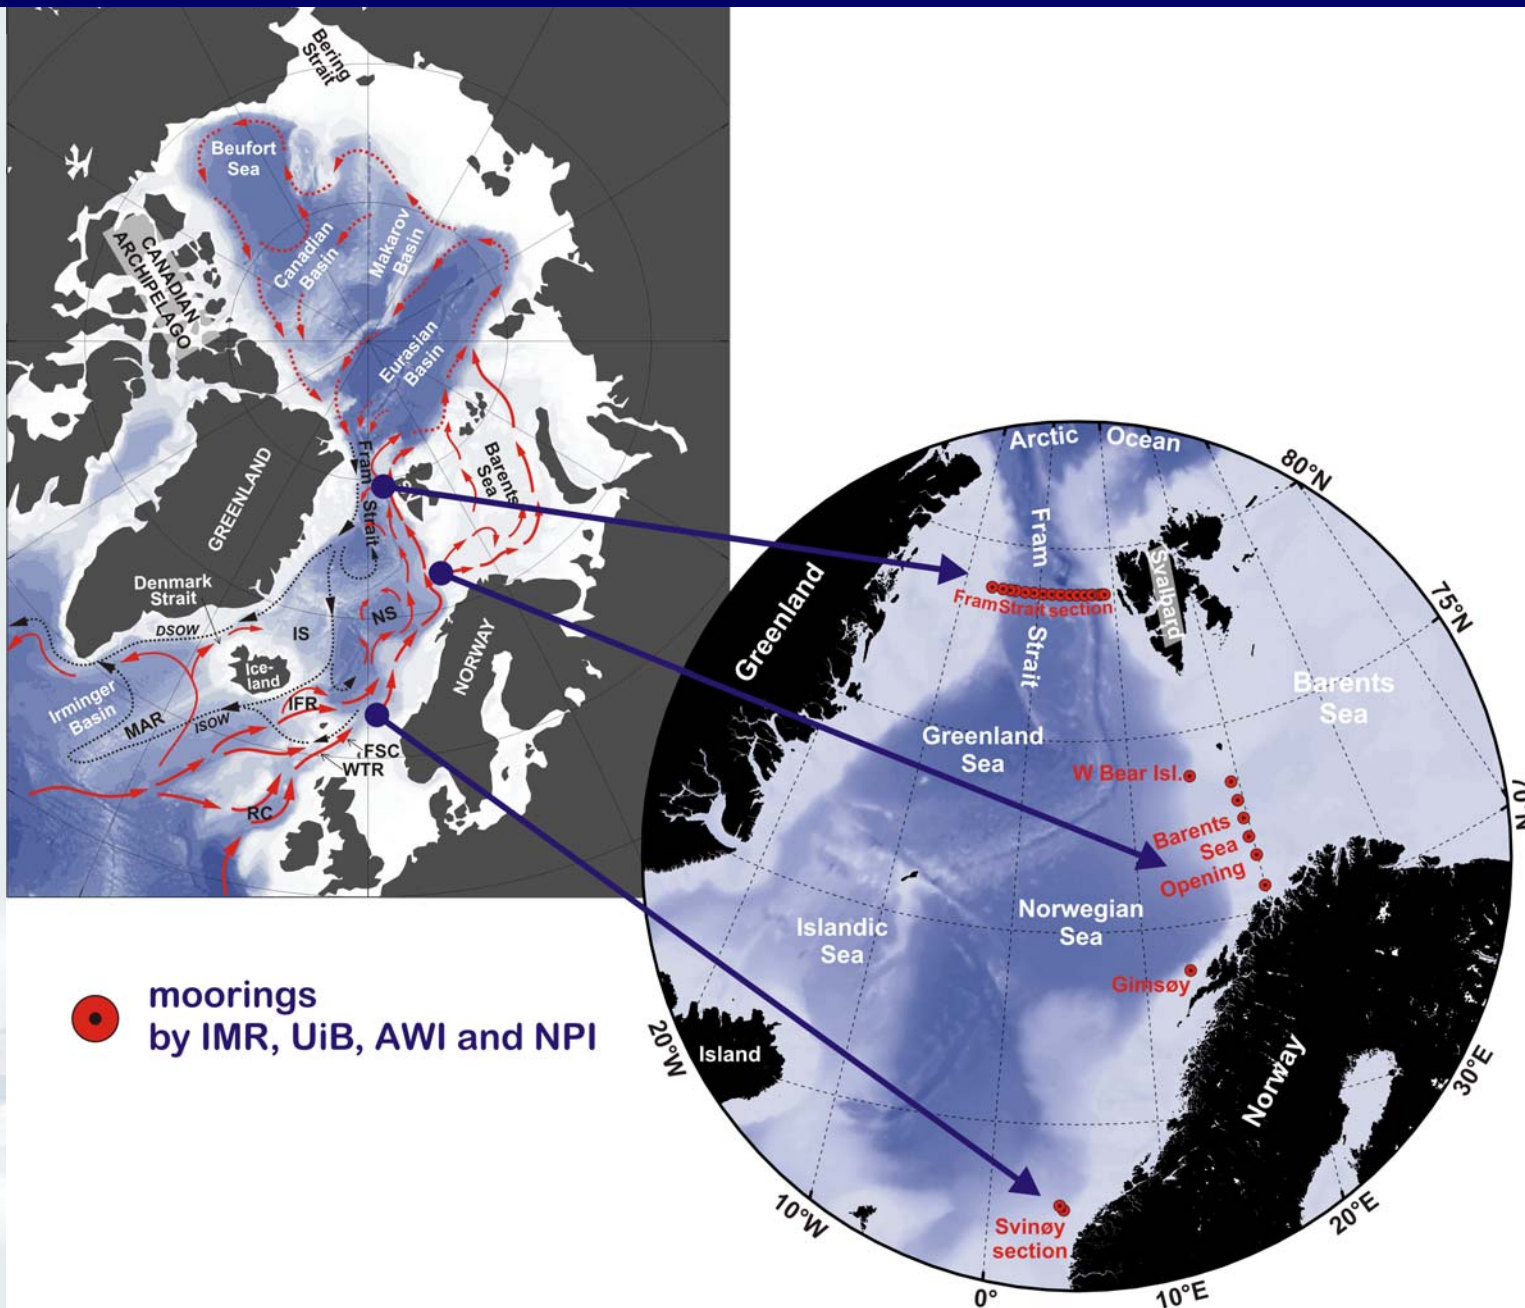 Bering
Strait
Beufort
Sea
Canadian
Basin
Makarov
Basin
CANADIAN
ARCHIPELAGO
Eurasian
Basin
GREENLAND
Fram
Strait
Barents
Sea
Denmark
Strait
DSOW
IS
NS
Ice-
land
NORWAY
Irminger
Basin
MAR
ISOW
IFR
FSC
WTR
RC
moorings
by IMR, UiB, AWI and NPI
Arctic Ocean
80°N
Fram
Strait
Svalbard
75°N
Greenland
Fram Strait section
Barents
Sea
Greenland
Sea
W Bear Isl.
70°N
Barents
Sea
Opening
Islandic
Sea
Norwegian
Sea
Gimsøy
20°W
Island
Norway
30°E
Svinøy
section
10°W
20°E
0°
10°E